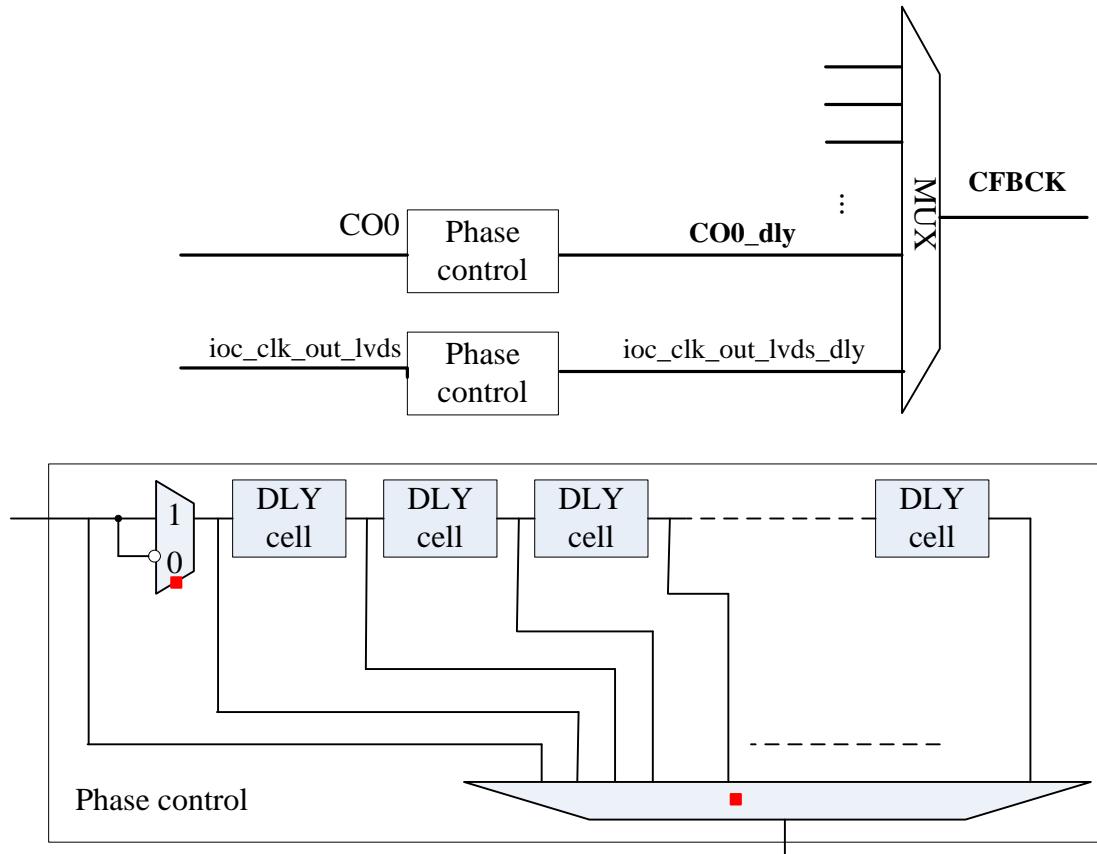 CFBCK
MUX
...
CO0
Phase
control
CO0_dly
ioc_clk_out_lvds
Phase
control
ioc_clk_out_lvds_dly
1
0
DLY
cell
DLY
cell
DLY
cell
DLY
cell
Phase control